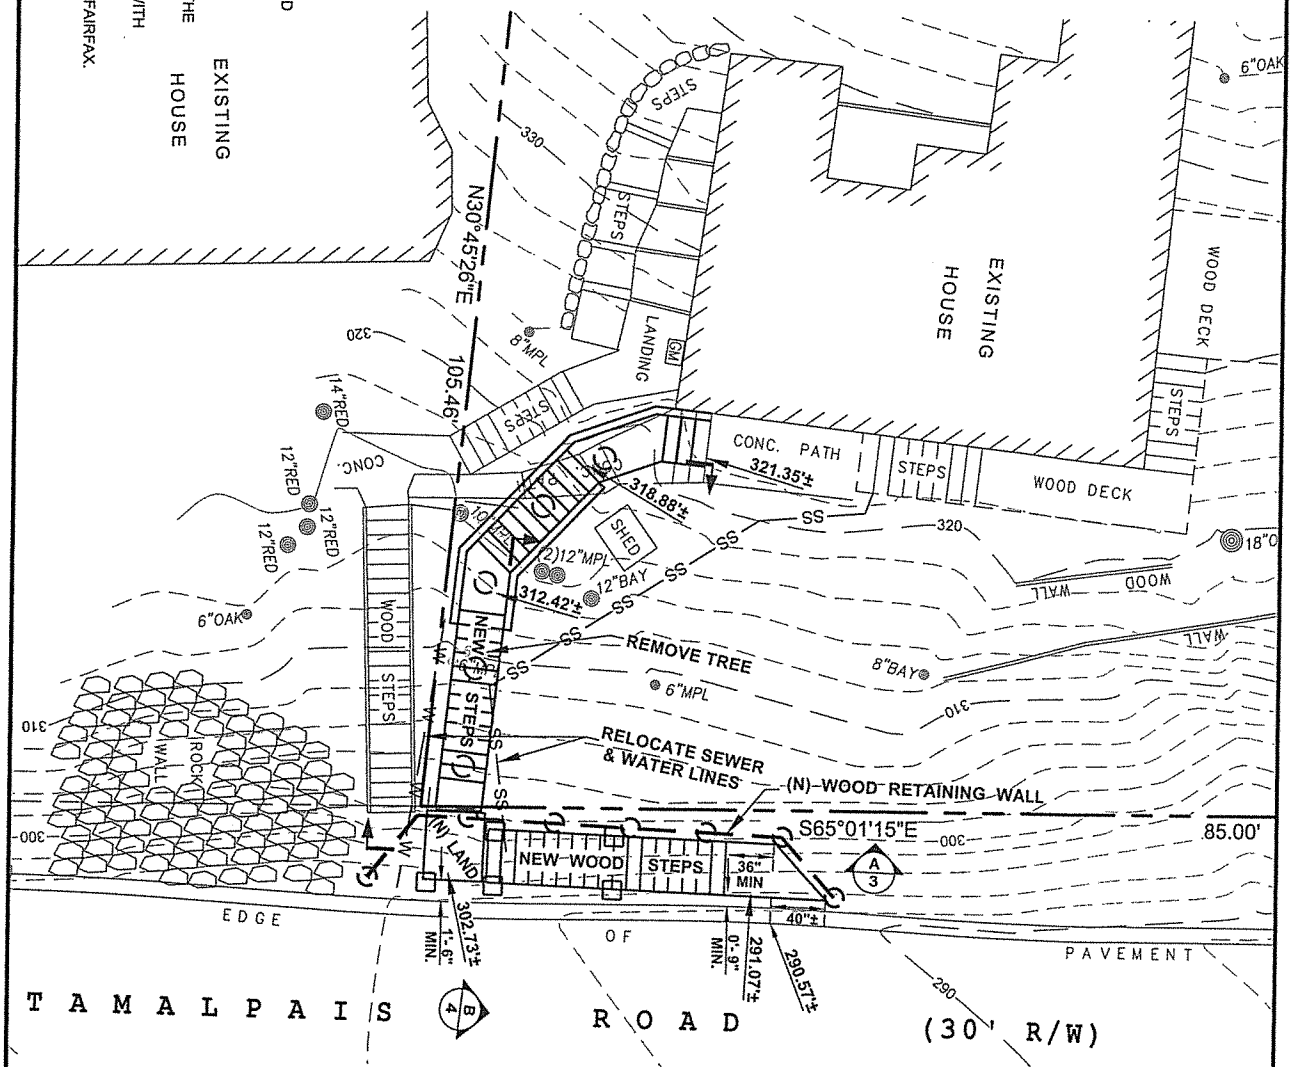 D
THE
WITH
FAIRFAX.
EXISTING
HOUSE
6"OAK
STEPS
330
STEPS
N30°45'26"E
105.46'
EXISTING
HOUSE
WOOD DECK
STEPS
320
8"MPL
LANDING
GM
14"RED
STEPS
CONC.
12"RED
12"RED
12"RED
CONC. PATH
321.35'±
STEPS
WOOD DECK
318.88'±
SS
320
SHED
SS
18"O
(2)12"MPL
12"BAY
SS
312.42'±
SS
WOOD
WALL
WALL
6"OAK
WOOD STEPS
SS
SS
NEW STEPS
W
REMOVE TREE
8"BAY
6"MPL
310
310
W
SS
RELOCATE SEWER
& WATER LINES
ROCK
WALL
W
SS
(N) WOOD RETAINING WALL
S65°01'15"E
85.00'
300
300
W
(N) LAND
NEW WOOD STEPS
36"
MIN
A
3
40"±
EDGE OF PAVEMENT
302.73'±
1'-6"
MIN.
0'-9"
MIN.
291.07'±
290.57'±
290
B
4
TAMALPAIS ROAD (30' R/W)